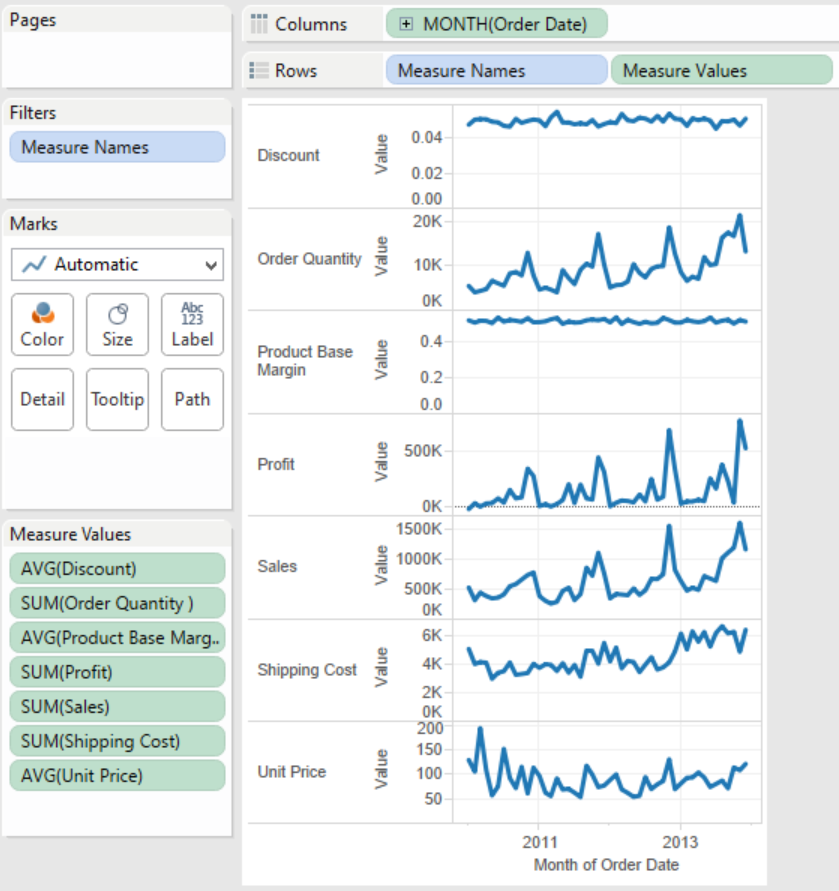 Pages
Columns
MONTH(Order Date)
Rows
Measure Names
Measure Values
Filters
Measure Names
Marks
Automatic
Color
Size
Abc
123
Label
Detail
Tooltip
Path
Measure Values
AVG(Discount)
SUM(Order Quantity )
AVG(Product Base Marg..
SUM(Profit)
SUM(Sales)
SUM(Shipping Cost)
AVG(Unit Price)
Discount
Value
0.04
0.02
0.00
Order Quantity
Value
20K
10K
0K
Product Base
Margin
Value
0.4
0.2
0.0
Profit
Value
500K
0K
Sales
Value
1500K
1000K
500K
0K
Shipping Cost
Value
6K
4K
2K
0K
Unit Price
Value
200
150
100
50
2011
2013
Month of Order Date